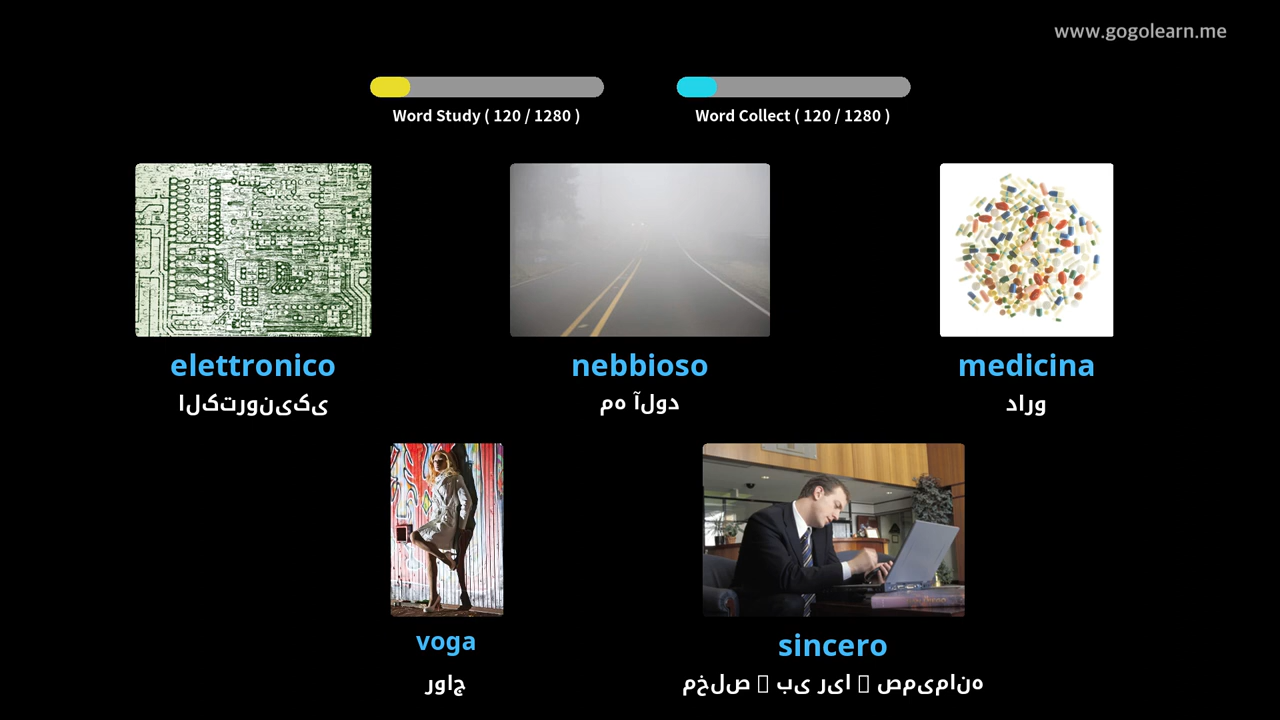 www.gogolearn.me
Word Study ( 120 / 1280 )
Word Collect ( 120 / 1280 )
elettronico
nebbioso
medicina
الکترونیکی
مه آلود
دارو
voga
sincero
رواج
مخلص ▯ بی ریا ▯ صمیمانه